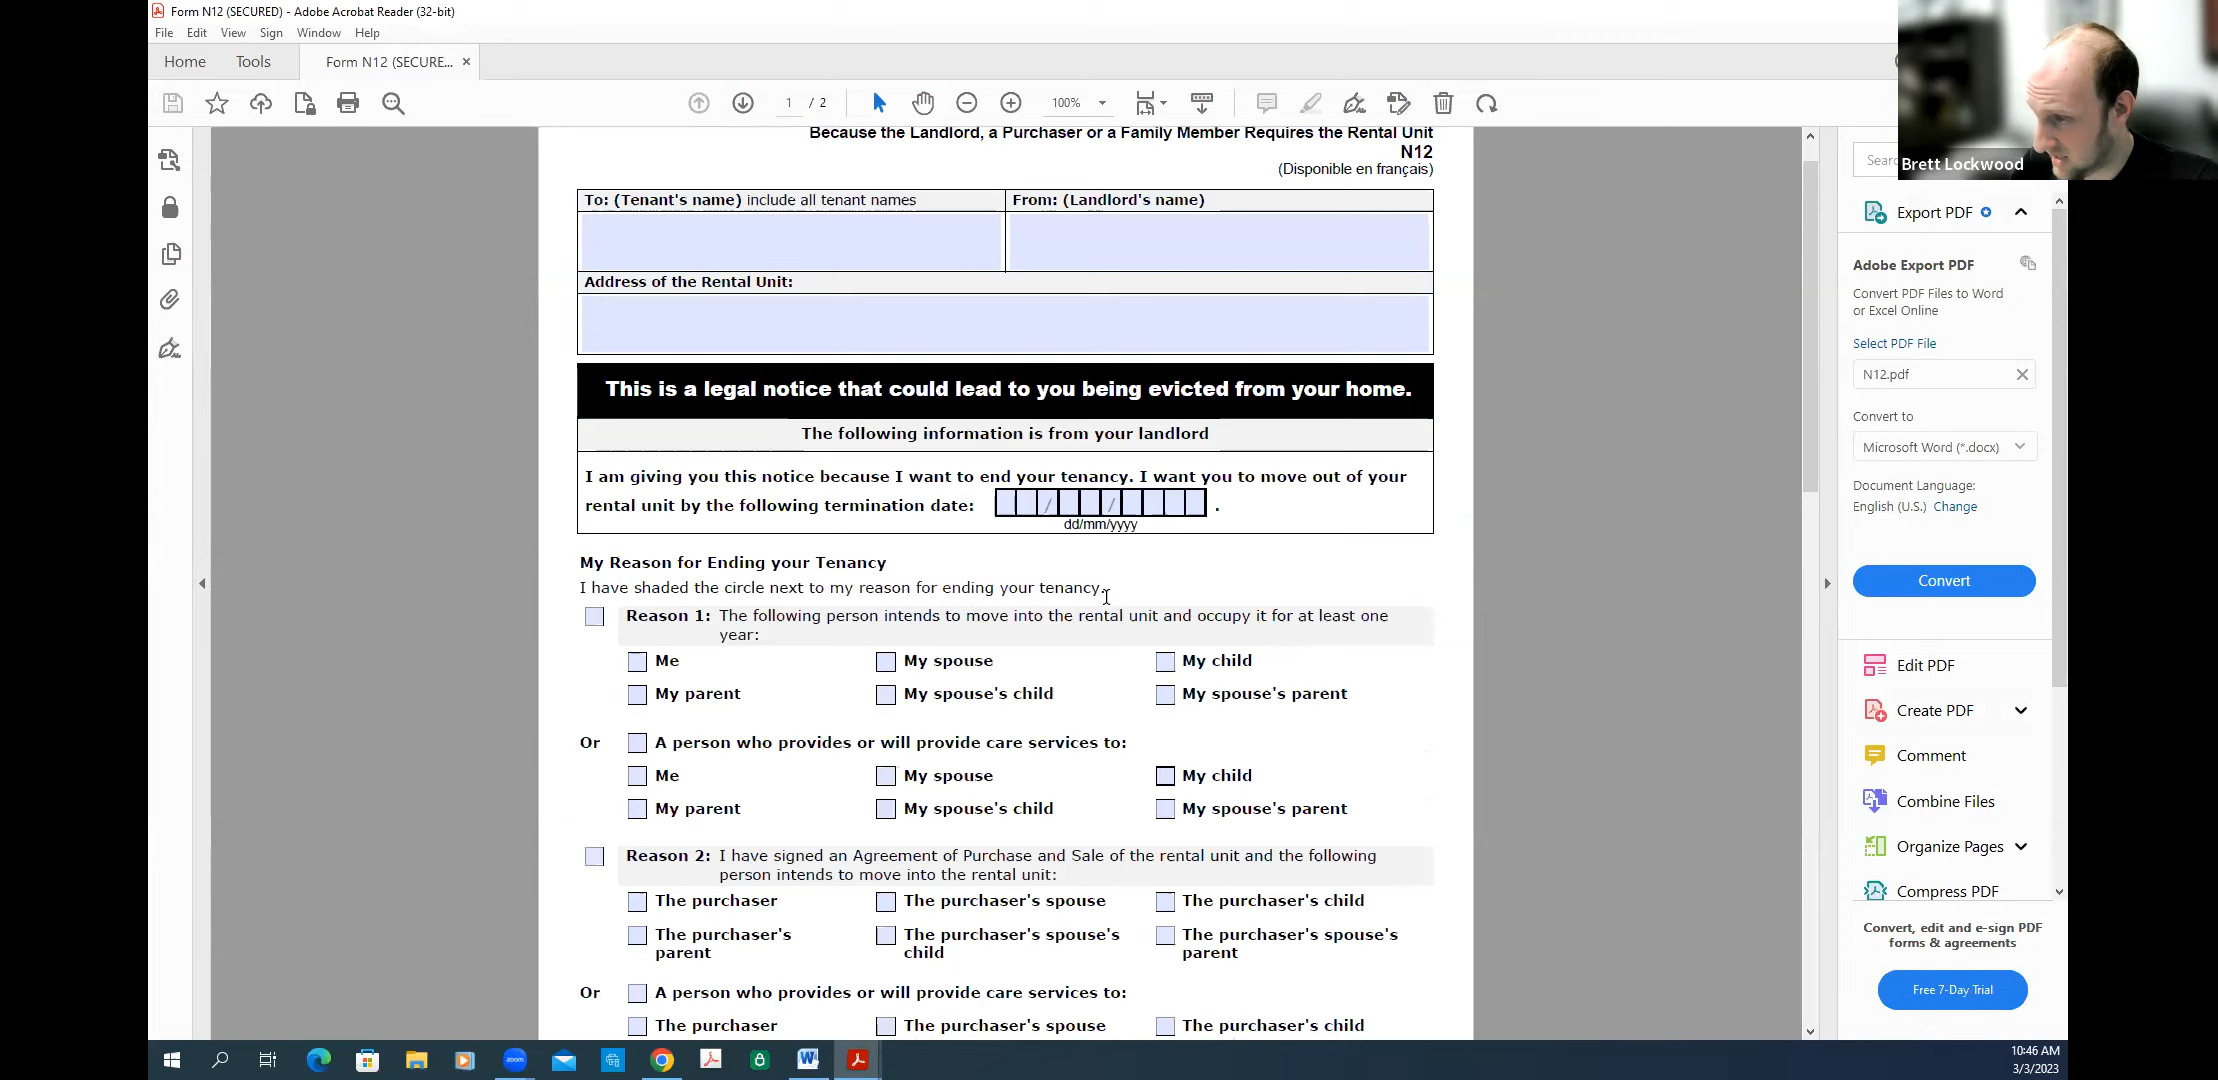 Form N12 (SECURED) - Adobe Acrobat Reader (32-bit)
File Edit View Sign Window Help
Home Tools Form N12 (SECURE... ×
1 / 2 100%
Brett Lockwood
Because the Landlord, a Purchaser or a Family Member Requires the Rental Unit
N12
(Disponible en français)
To: (Tenant's name) include all tenant names From: (Landlord's name)
Address of the Rental Unit:
This is a legal notice that could lead to you being evicted from your home.
The following information is from your landlord
I am giving you this notice because I want to end your tenancy. I want you to move out of your
rental unit by the following termination date: / / .
dd/mm/yyyy
My Reason for Ending your Tenancy
I have shaded the circle next to my reason for ending your tenancy.
Reason 1: The following person intends to move into the rental unit and occupy it for at least one
year:
Me My spouse My child
My parent My spouse's child My spouse's parent
Or A person who provides or will provide care services to:
Me My spouse My child
My parent My spouse's child My spouse's parent
Reason 2: I have signed an Agreement of Purchase and Sale of the rental unit and the following
person intends to move into the rental unit:
The purchaser The purchaser's spouse The purchaser's child
The purchaser's The purchaser's spouse's The purchaser's spouse's
parent child parent
Or A person who provides or will provide care services to:
The purchaser The purchaser's spouse The purchaser's child
Sear
Export PDF
Adobe Export PDF
Convert PDF Files to Word
or Excel Online
Select PDF File
N12.pdf
Convert to
Microsoft Word (*.docx)
Document Language:
English (U.S.) Change
Convert
Edit PDF
Create PDF
Comment
Combine Files
Organize Pages
Compress PDF
Convert, edit and e-sign PDF
forms & agreements
Free 7-Day Trial
zoom
10:46 AM
3/3/2023